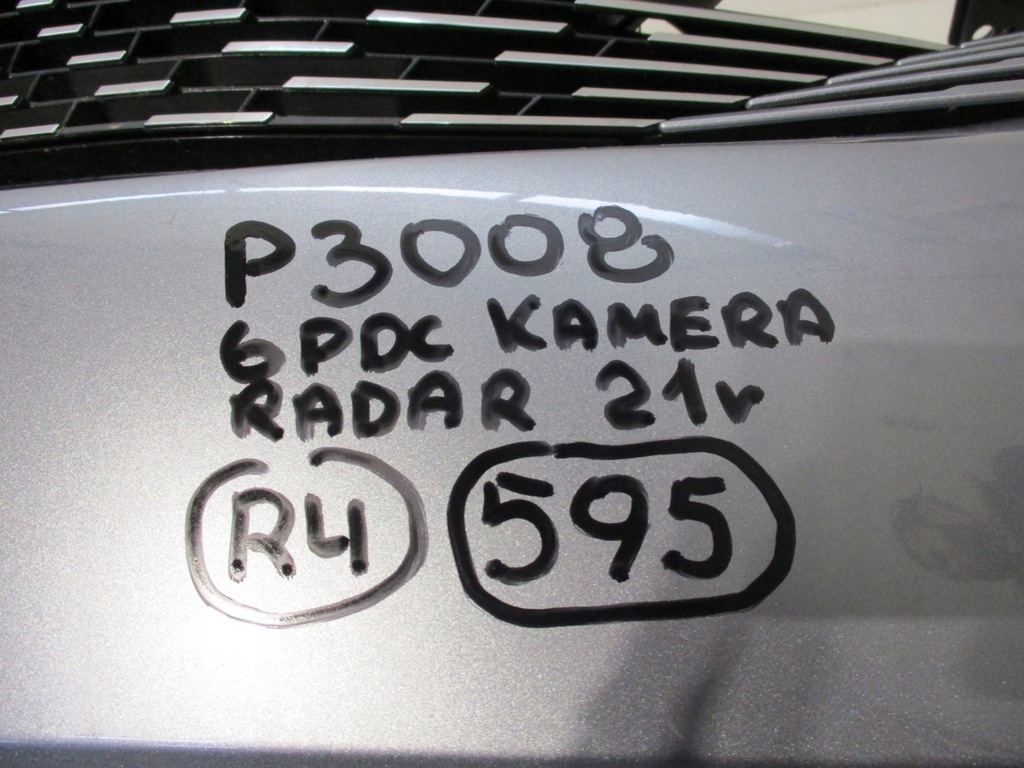 P3008
6 PDC KAMERA
RADAR 21r
R4 595